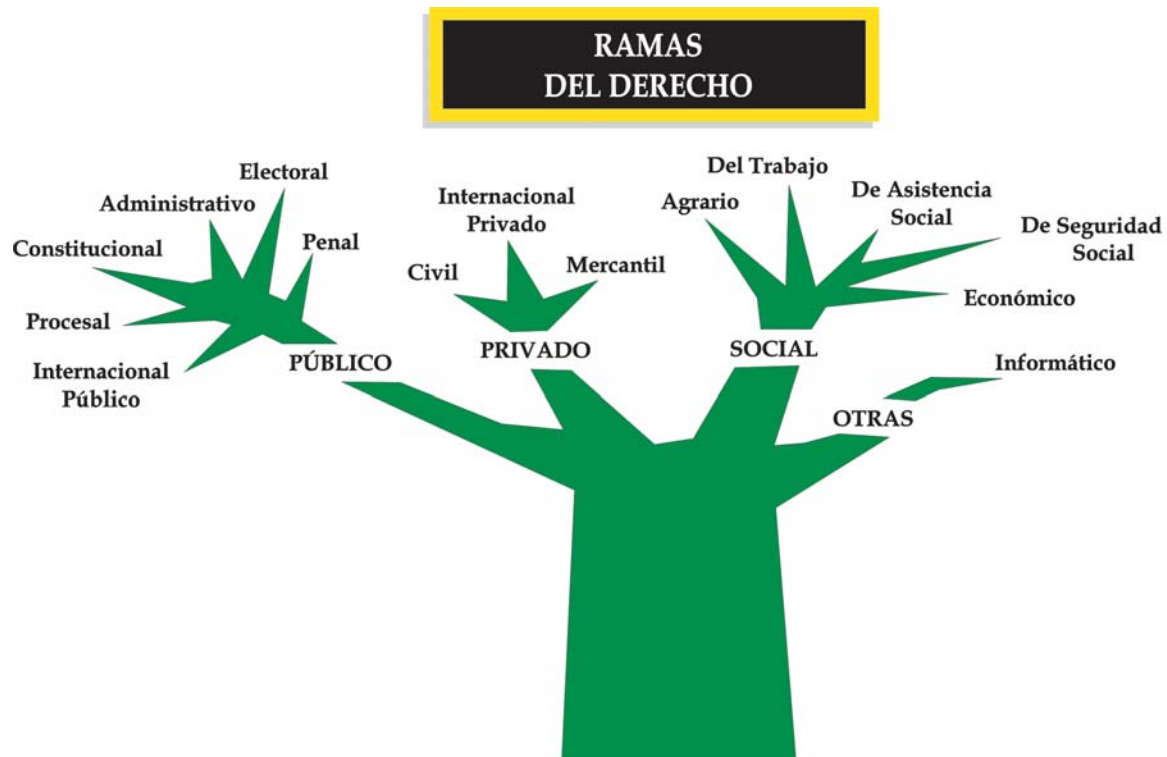 RAMAS
DEL DERECHO
Electoral
Administrativo
Constitucional
Penal
Procesal
Internacional
Público
PÚBLICO
Internacional
Privado
Civil
Mercantil
PRIVADO
Del Trabajo
Agrario
De Asistencia
Social
De Seguridad
Social
Económico
SOCIAL
Informático
OTRAS